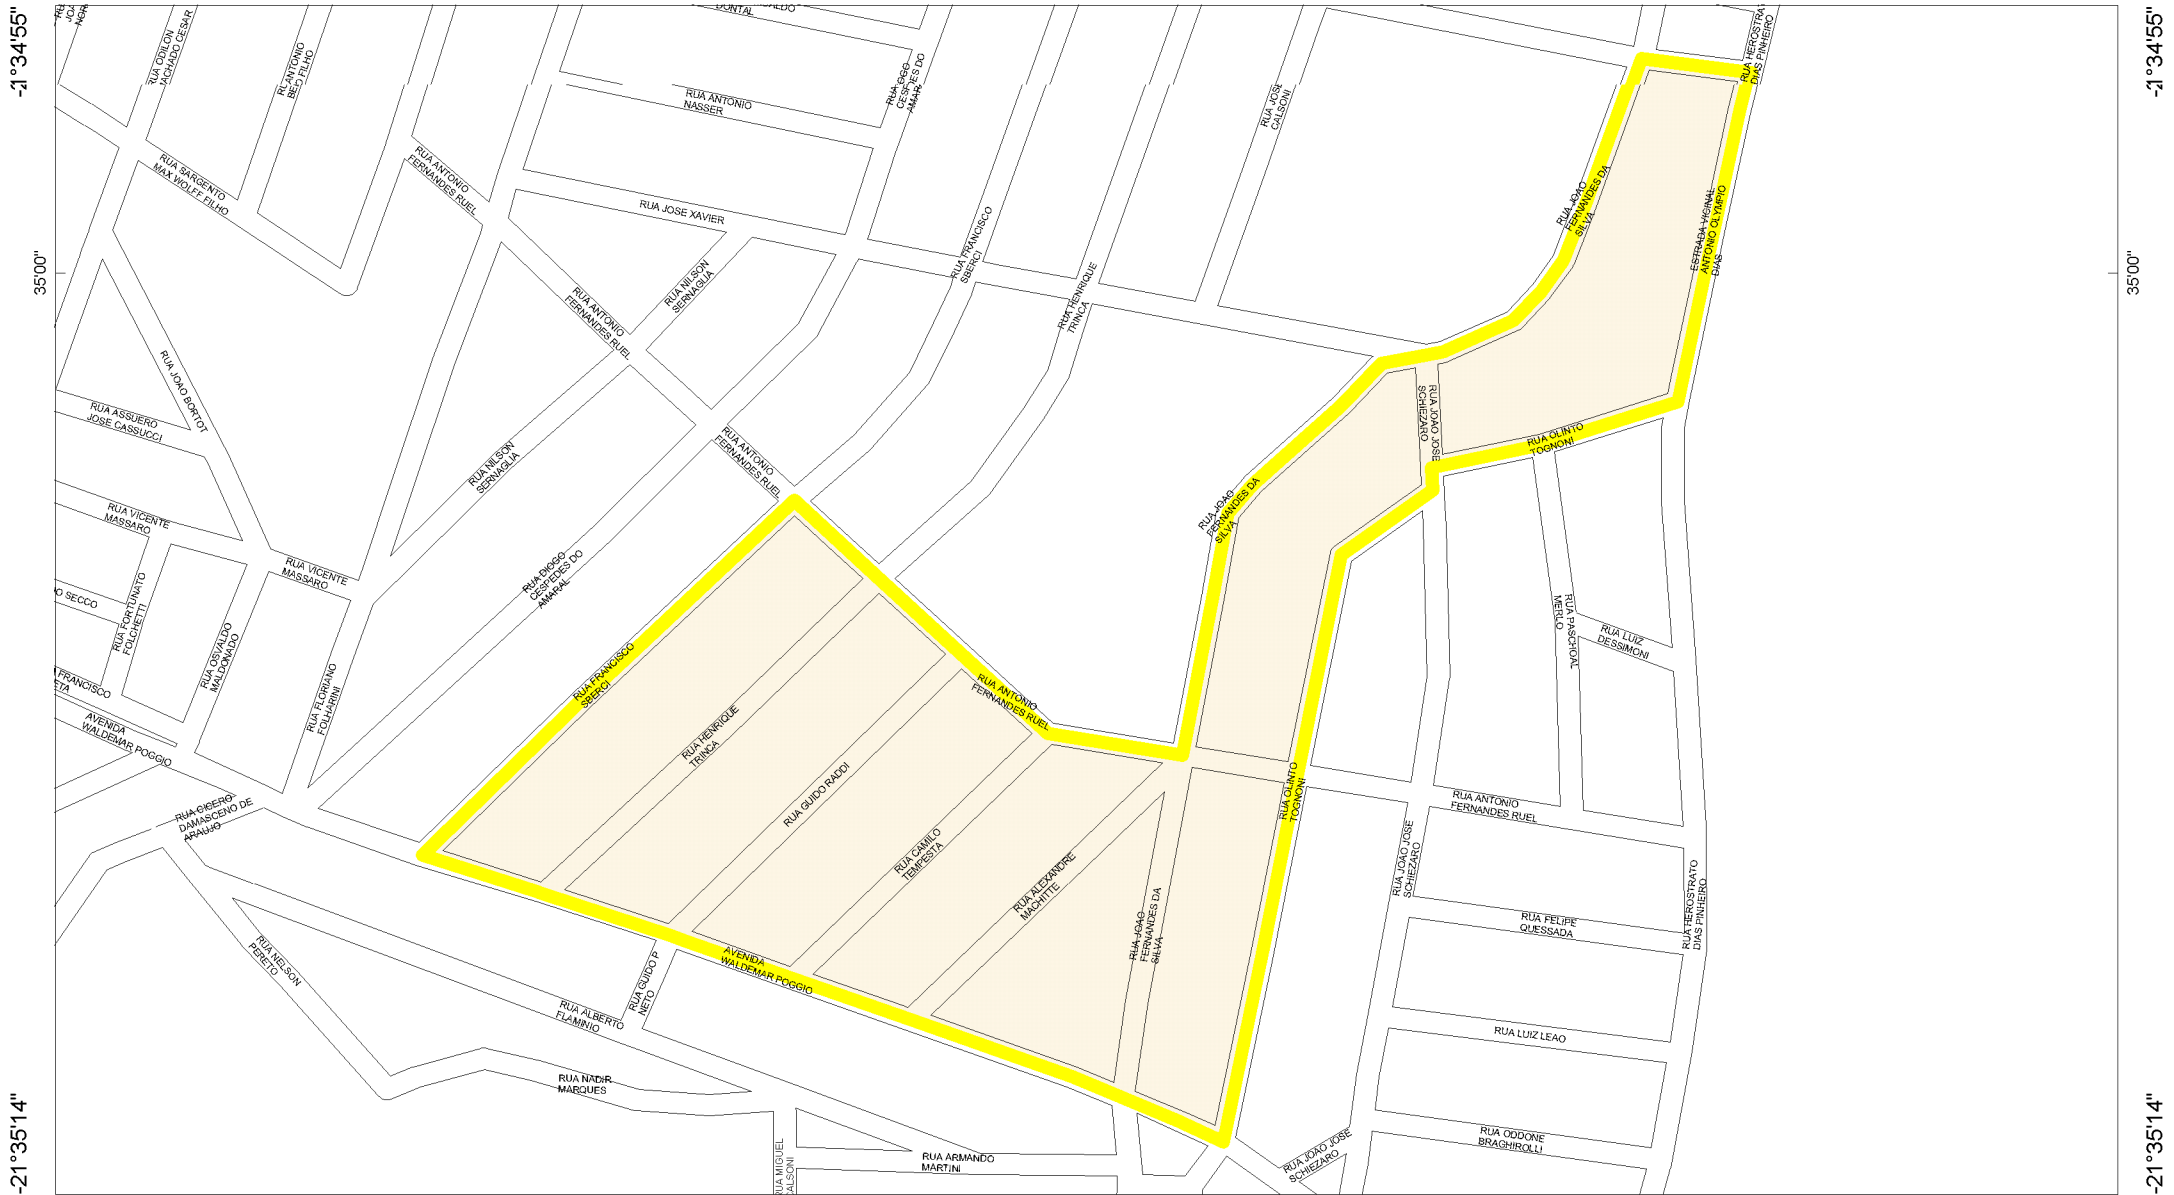 -21°34'55"
-21°34'55"
RUA ODILON
MACHADO CESAR
BEJO FILHO
DONTAL
CESPEDES DO
AMAR
RUA HEROSTRAT
DIAS PINHEIRO
RUA ANTONIO
NASSER
RUA JOSE
CALSONI
RUA SARGENTO
MAX WOLFF FILHO
RUA ANTONIO
FERNANDES RUEL
RUA JOSE XAVIER
RUA FRANCISCO
SBERCI
RUA JOAO
FERNANDES DA
SILVA
ESTRADA VICINAL
ANTONIO OLYMPIO
DIAS
35'00"
35'00"
RUA NILSON
SERNAGLIA
RUA HENRIQUE
TRINCA
RUA ANTONIO
FERNANDES RUEL
RUA JOAO BORTOT
RUA ASSUERO
JOSE CASSUCCI
RUA JOAO JOSE
SCHIEZARO
RUA OLINTO
TOGNONI
RUA ANTONIO
FERNANDES RUEL
RUA NILSON
SERNAGLIA
RUA VICENTE
MASSARO
RUA JOAO
FERNANDES DA
SILVA
RUA VICENTE
MASSARO
RUA DIOGO
CESPEDES DO
AMARAL
O SECCO
RUA FORTUNATO
FOLCHETTI
RUA OSVALDO
MALDONADO
RUA PASCHOAL
MERLO
RUA LUIZ
DESSIMONI
FRANCISCO
ETA
RUA FLORIANO
FOLHARINI
RUA FRANCISCO
SBERCI
RUA ANTONIO
FERNANDES RUEL
AVENIDA
WALDEMAR POGGIO
RUA HENRIQUE
TRINCA
RUA GUIDO RADDI
RUA OLINTO
TOGNONI
RUA ANTONIO
FERNANDES RUEL
RUA CICERO
DAMASCENO DE
ARAUJO
RUA CAMILO
TEMPESTA
RUA ALEXANDRE
MACHITTE
RUA JOAO JOSE
SCHIEZARO
RUA HEROSTRATO
DIAS PINHEIRO
RUA JOAO
FERNANDES DA
SILVA
RUA FELIPE
QUESSADA
RUA NELSON
PERETO
AVENIDA
WALDEMAR POGGIO
RUA GUIDO P
NETO
RUA ALBERTO
FLAMINIO
RUA LUIZ LEAO
RUA NADIR
MARQUES
RUA ODDONE
BRAGHIROLLI
RUA ARMANDO
MARTINI
RUA JOAO JOSE
SCHIEZARO
RUA MIGUEL
CALSONI
-21°35'14"
-21°35'14"